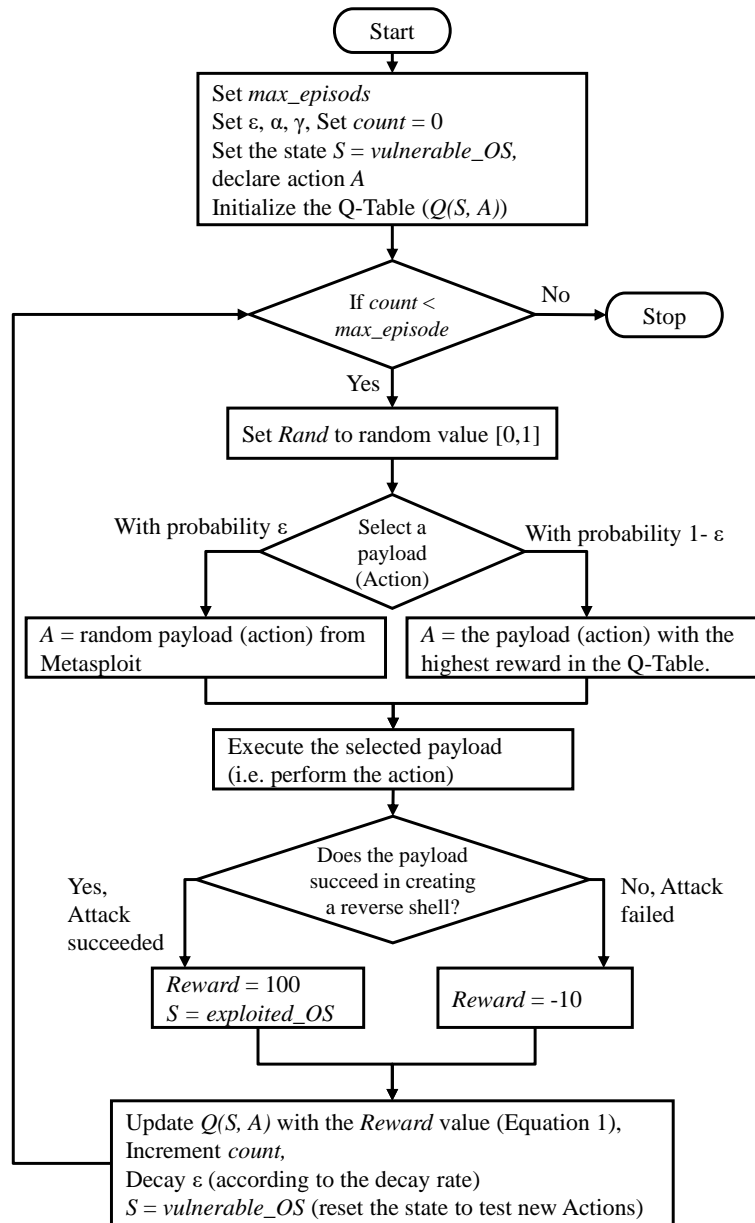 Start
Set max_episods
Set ε, α, γ, Set count = 0
Set the state S = vulnerable_OS,
declare action A
Initialize the Q-Table (Q(S, A))
If count <
max_episode
No
Stop
Yes
Set Rand to random value [0,1]
With probability ε
Select a
payload
(Action)
With probability 1- ε
A = random payload (action) from
Metasploit
A = the payload (action) with the
highest reward in the Q-Table.
Execute the selected payload
(i.e. perform the action)
Does the payload
succeed in creating
a reverse shell?
Yes,
Attack
succeeded
No, Attack
failed
Reward = 100
S = exploited_OS
Reward = -10
Update Q(S, A) with the Reward value (Equation 1),
Increment count,
Decay ε (according to the decay rate)
S = vulnerable_OS (reset the state to test new Actions)